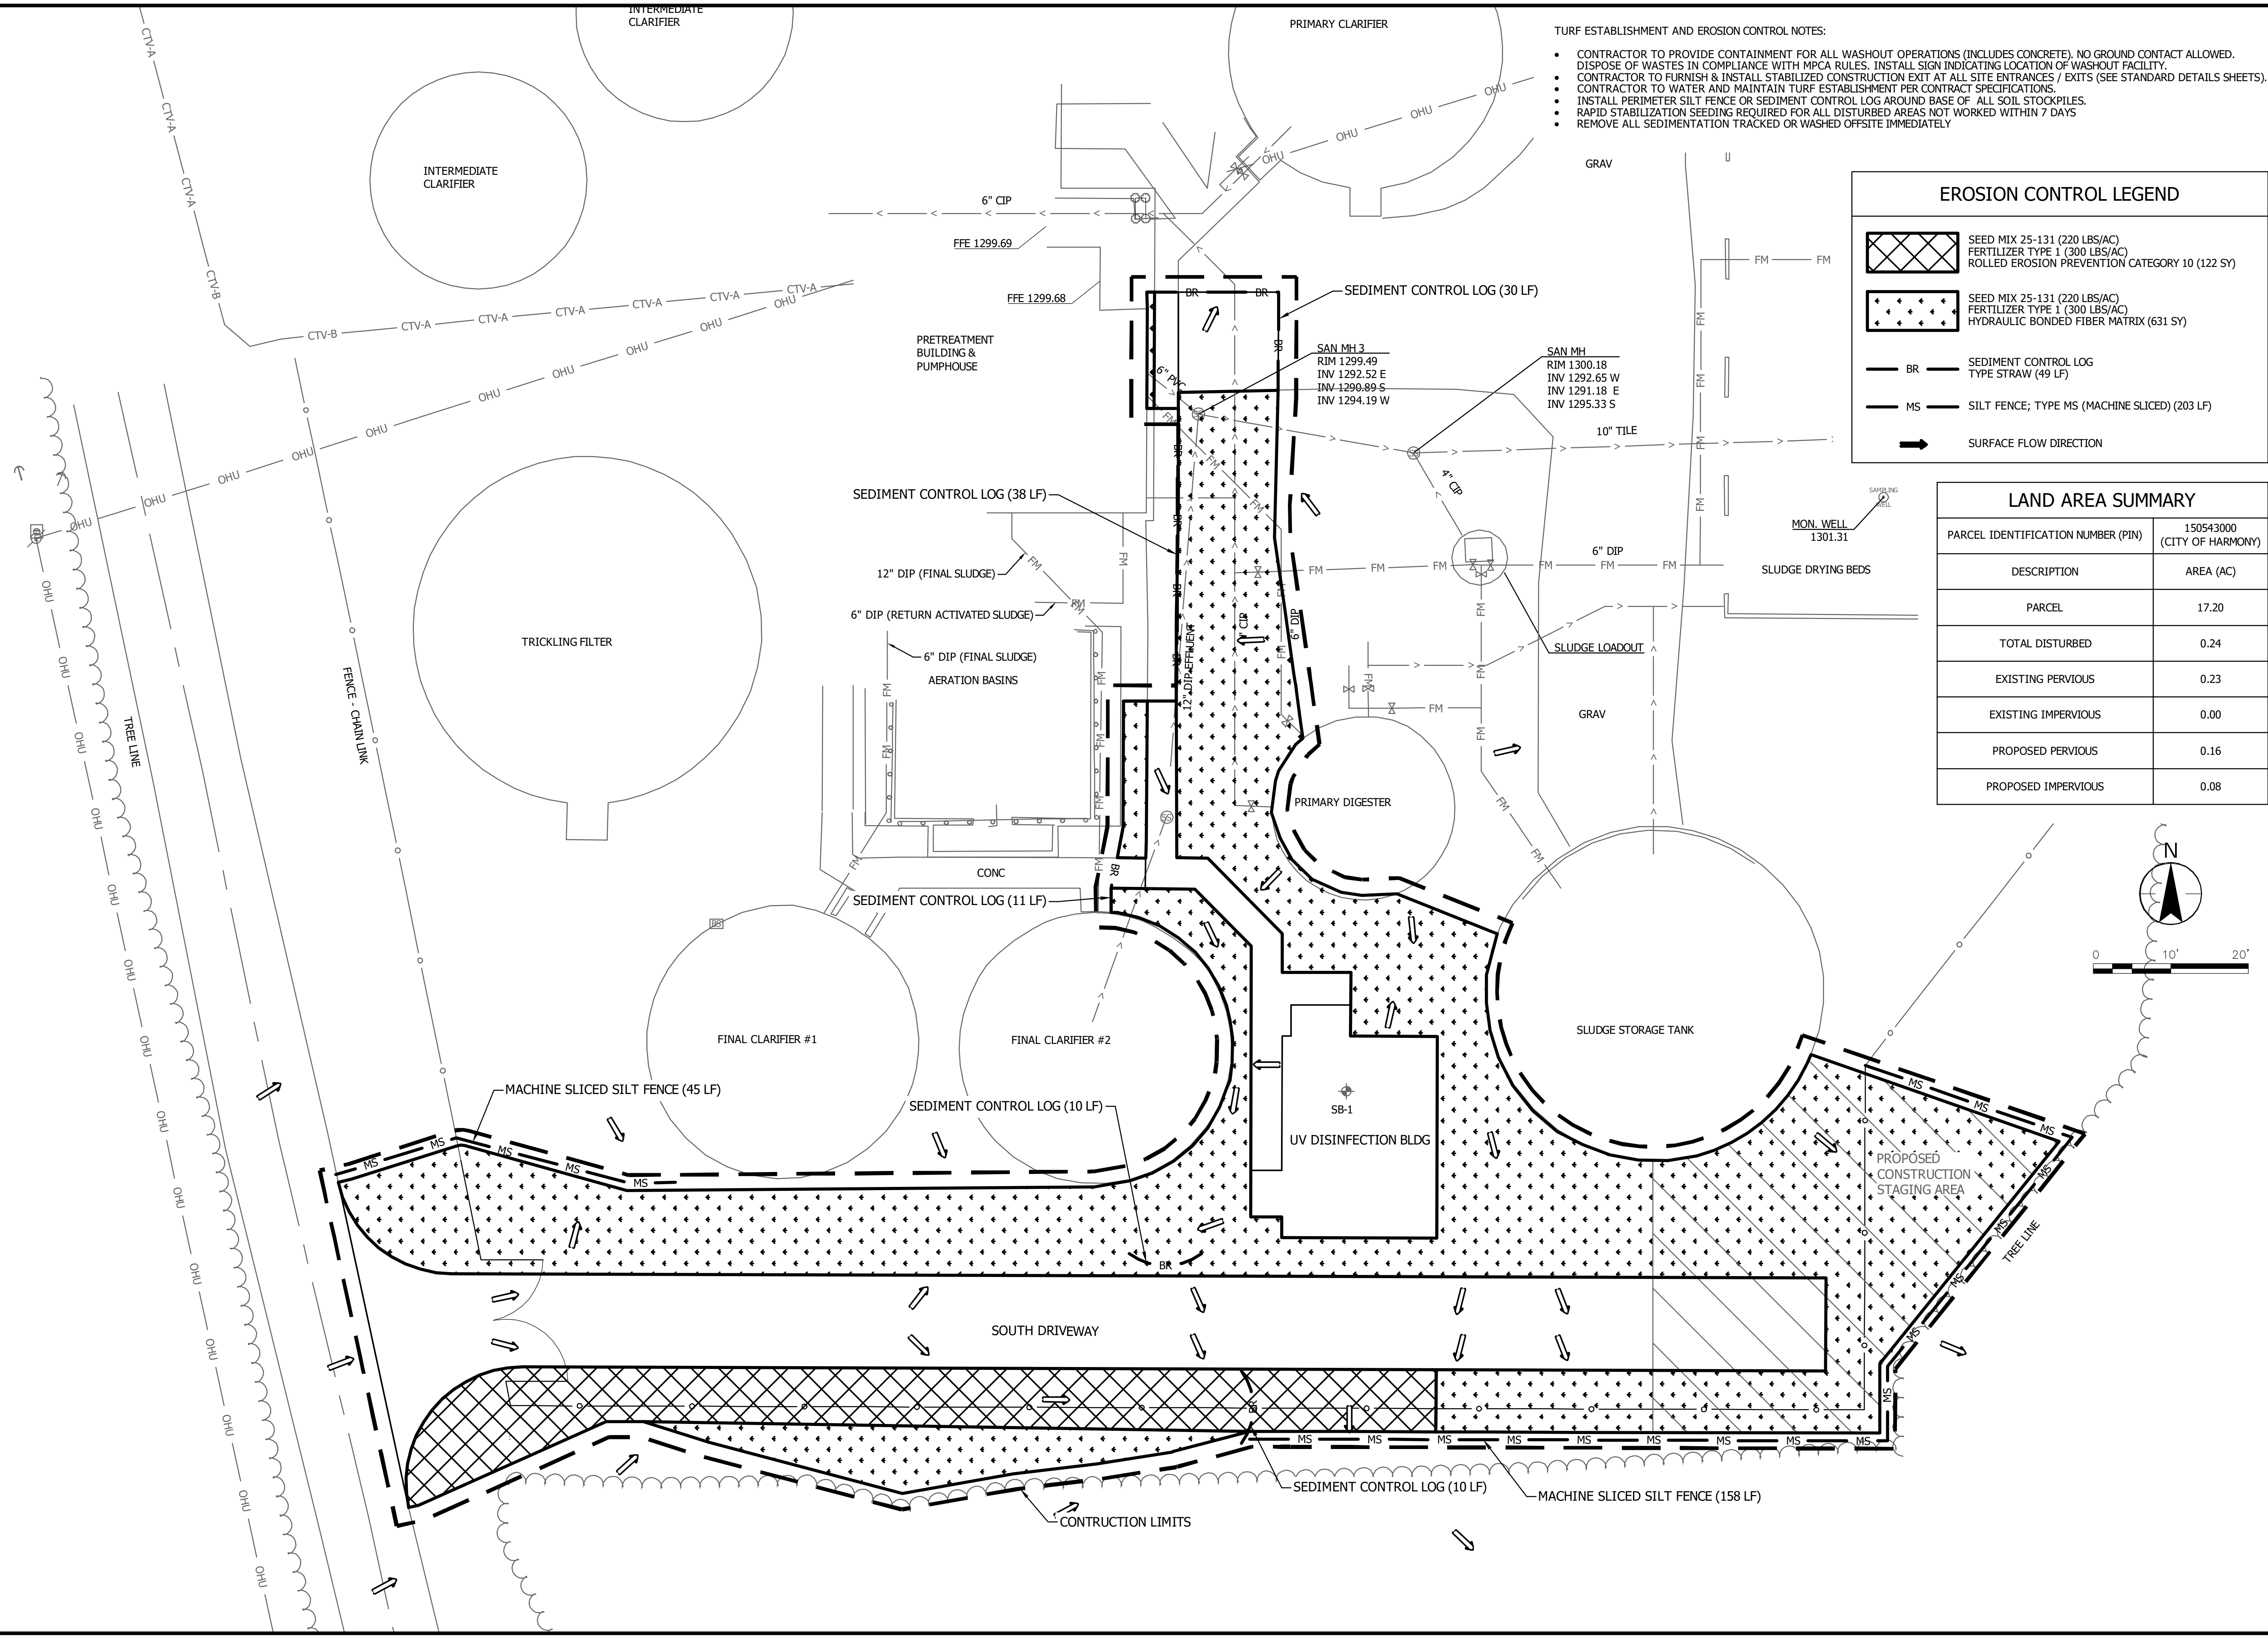 INTERMEDIATE
CLARIFIER
PRIMARY CLARIFIER
TURF ESTABLISHMENT AND EROSION CONTROL NOTES:
• CONTRACTOR TO PROVIDE CONTAINMENT FOR ALL WASHOUT OPERATIONS (INCLUDES CONCRETE). NO GROUND CONTACT ALLOWED.
DISPOSE OF WASTES IN COMPLIANCE WITH MPCA RULES. INSTALL SIGN INDICATING LOCATION OF WASHOUT FACILITY.
• CONTRACTOR TO FURNISH & INSTALL STABILIZED CONSTRUCTION EXIT AT ALL SITE ENTRANCES / EXITS (SEE STANDARD DETAILS SHEETS).
• CONTRACTOR TO WATER AND MAINTAIN TURF ESTABLISHMENT PER CONTRACT SPECIFICATIONS.
• INSTALL PERIMETER SILT FENCE OR SEDIMENT CONTROL LOG AROUND BASE OF ALL SOIL STOCKPILES.
• RAPID STABILIZATION SEEDING REQUIRED FOR ALL DISTURBED AREAS NOT WORKED WITHIN 7 DAYS
• REMOVE ALL SEDIMENTATION TRACKED OR WASHED OFFSITE IMMEDIATELY
INTERMEDIATE
CLARIFIER
GRAV
EROSION CONTROL LEGEND
SEED MIX 25-131 (220 LBS/AC)
FERTILIZER TYPE 1 (300 LBS/AC)
ROLLED EROSION PREVENTION CATEGORY 10 (122 SY)
SEED MIX 25-131 (220 LBS/AC)
FERTILIZER TYPE 1 (300 LBS/AC)
HYDRAULIC BONDED FIBER MATRIX (631 SY)
BR
SEDIMENT CONTROL LOG
TYPE STRAW (49 LF)
MS
SILT FENCE; TYPE MS (MACHINE SLICED) (203 LF)
SURFACE FLOW DIRECTION
LAND AREA SUMMARY
PARCEL IDENTIFICATION NUMBER (PIN) 150543000
(CITY OF HARMONY)
DESCRIPTION AREA (AC)
PARCEL 17.20
TOTAL DISTURBED 0.24
EXISTING PERVIOUS 0.23
EXISTING IMPERVIOUS 0.00
PROPOSED PERVIOUS 0.16
PROPOSED IMPERVIOUS 0.08
N
0 10' 20'
6" CIP
FFE 1299.69
FFE 1299.68
PRETREATMENT
BUILDING &
PUMPHOUSE
SEDIMENT CONTROL LOG (30 LF)
SAN MH 3
RIM 1299.49
INV 1292.52 E
INV 1290.89 S
INV 1294.19 W
SAN MH
RIM 1300.18
INV 1292.65 W
INV 1291.18 E
INV 1295.33 S
6" PVC
10" TILE
4" CIP
SAMPLING
WELL
MON. WELL
1301.31
6" DIP
SLUDGE DRYING BEDS
SEDIMENT CONTROL LOG (38 LF)
12" DIP (FINAL SLUDGE)
6" DIP (RETURN ACTIVATED SLUDGE)
6" DIP (FINAL SLUDGE)
AERATION BASINS
12" DIP EFFLUENT
6" DIP
SLUDGE LOADOUT
GRAV
TRICKLING FILTER
TREE LINE
FENCE - CHAIN LINK
PRIMARY DIGESTER
CONC
SEDIMENT CONTROL LOG (11 LF)
FINAL CLARIFIER #1
FINAL CLARIFIER #2
SLUDGE STORAGE TANK
MACHINE SLICED SILT FENCE (45 LF)
SEDIMENT CONTROL LOG (10 LF)
SB-1
UV DISINFECTION BLDG
PROPOSED
CONSTRUCTION
STAGING AREA
TREE LINE
SOUTH DRIVEWAY
SEDIMENT CONTROL LOG (10 LF)
MACHINE SLICED SILT FENCE (158 LF)
CONTRUCTION LIMITS
CTV-A
CTV-B
OHU
FM
BR
MS
SS